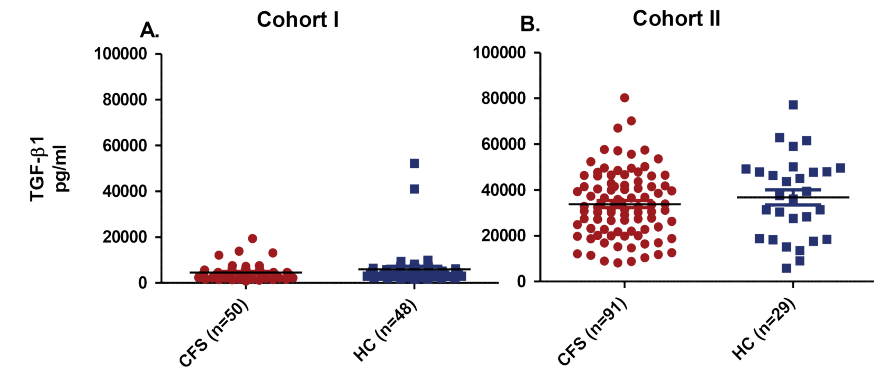 Cohort I
Cohort II
A.
B.
TGF-β1
pg/ml
100000
80000
60000
40000
20000
0
100000
80000
60000
40000
20000
0
CFS (n=50)
HC (n=48)
CFS (n=91)
HC (n=29)